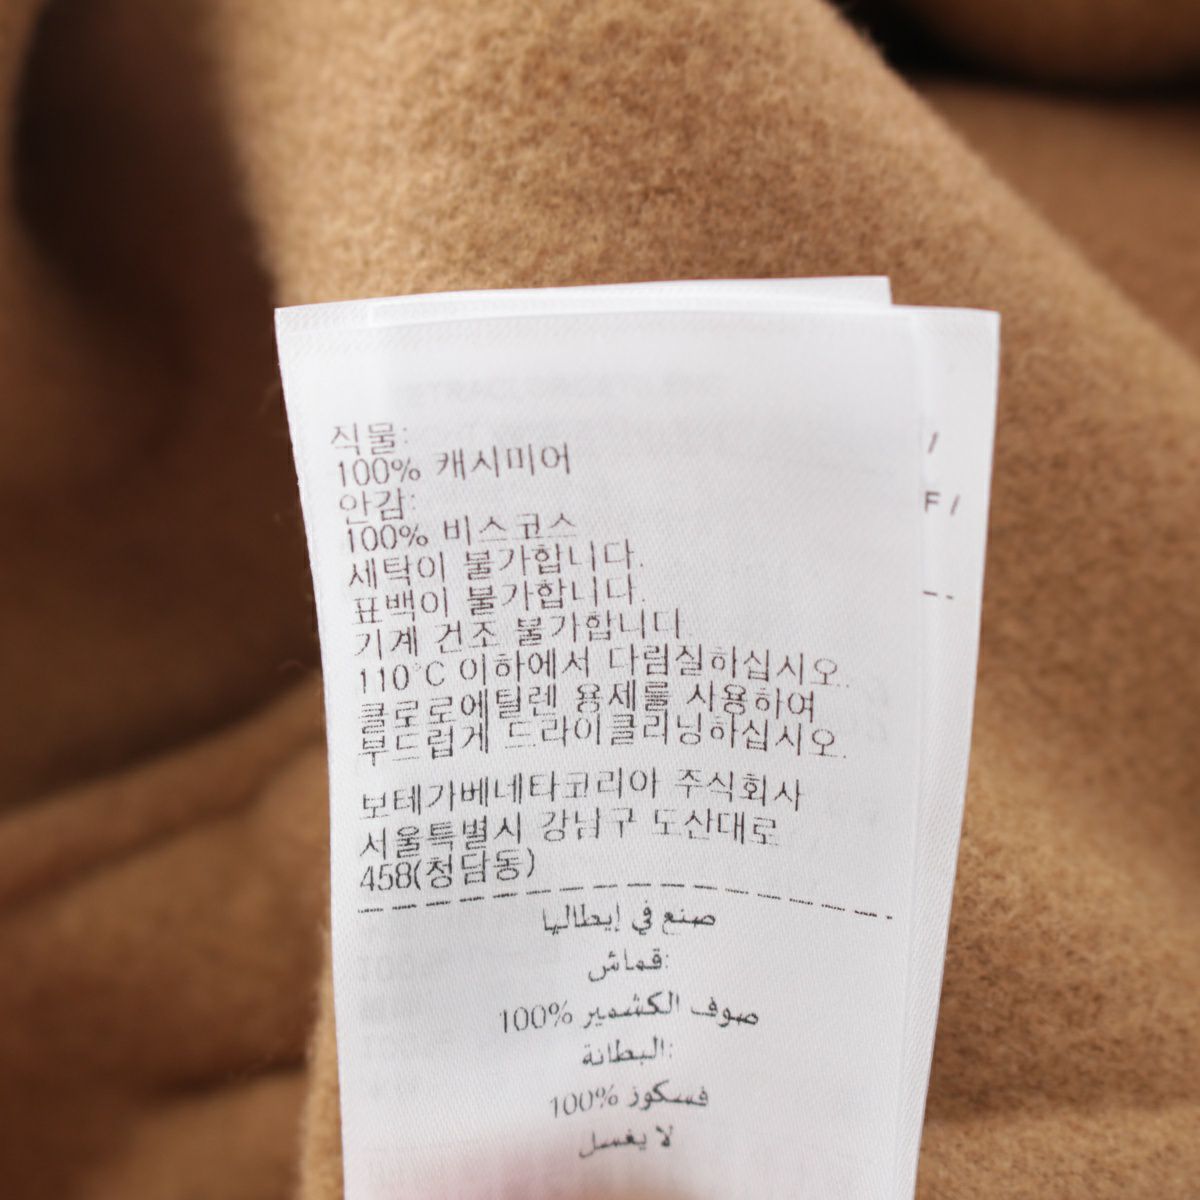 직물:
100% 캐시미어
안감:
100% 비스코스
세탁이 불가합니다.
표백이 불가합니다.
기계 건조 불가합니다.
110°C 이하에서 다림질하십시오.
클로로에틸렌 용제를 사용하여
부드럽게 드라이클리닝하십시오.
보테가베네타코리아 주식회사
서울특별시 강남구 도산대로
458(청담동)
صنع في إيطاليا
قماش:
100% صوف الكشمير
البطانة:
100% فسكوز
لا يغسل
/
F /
--